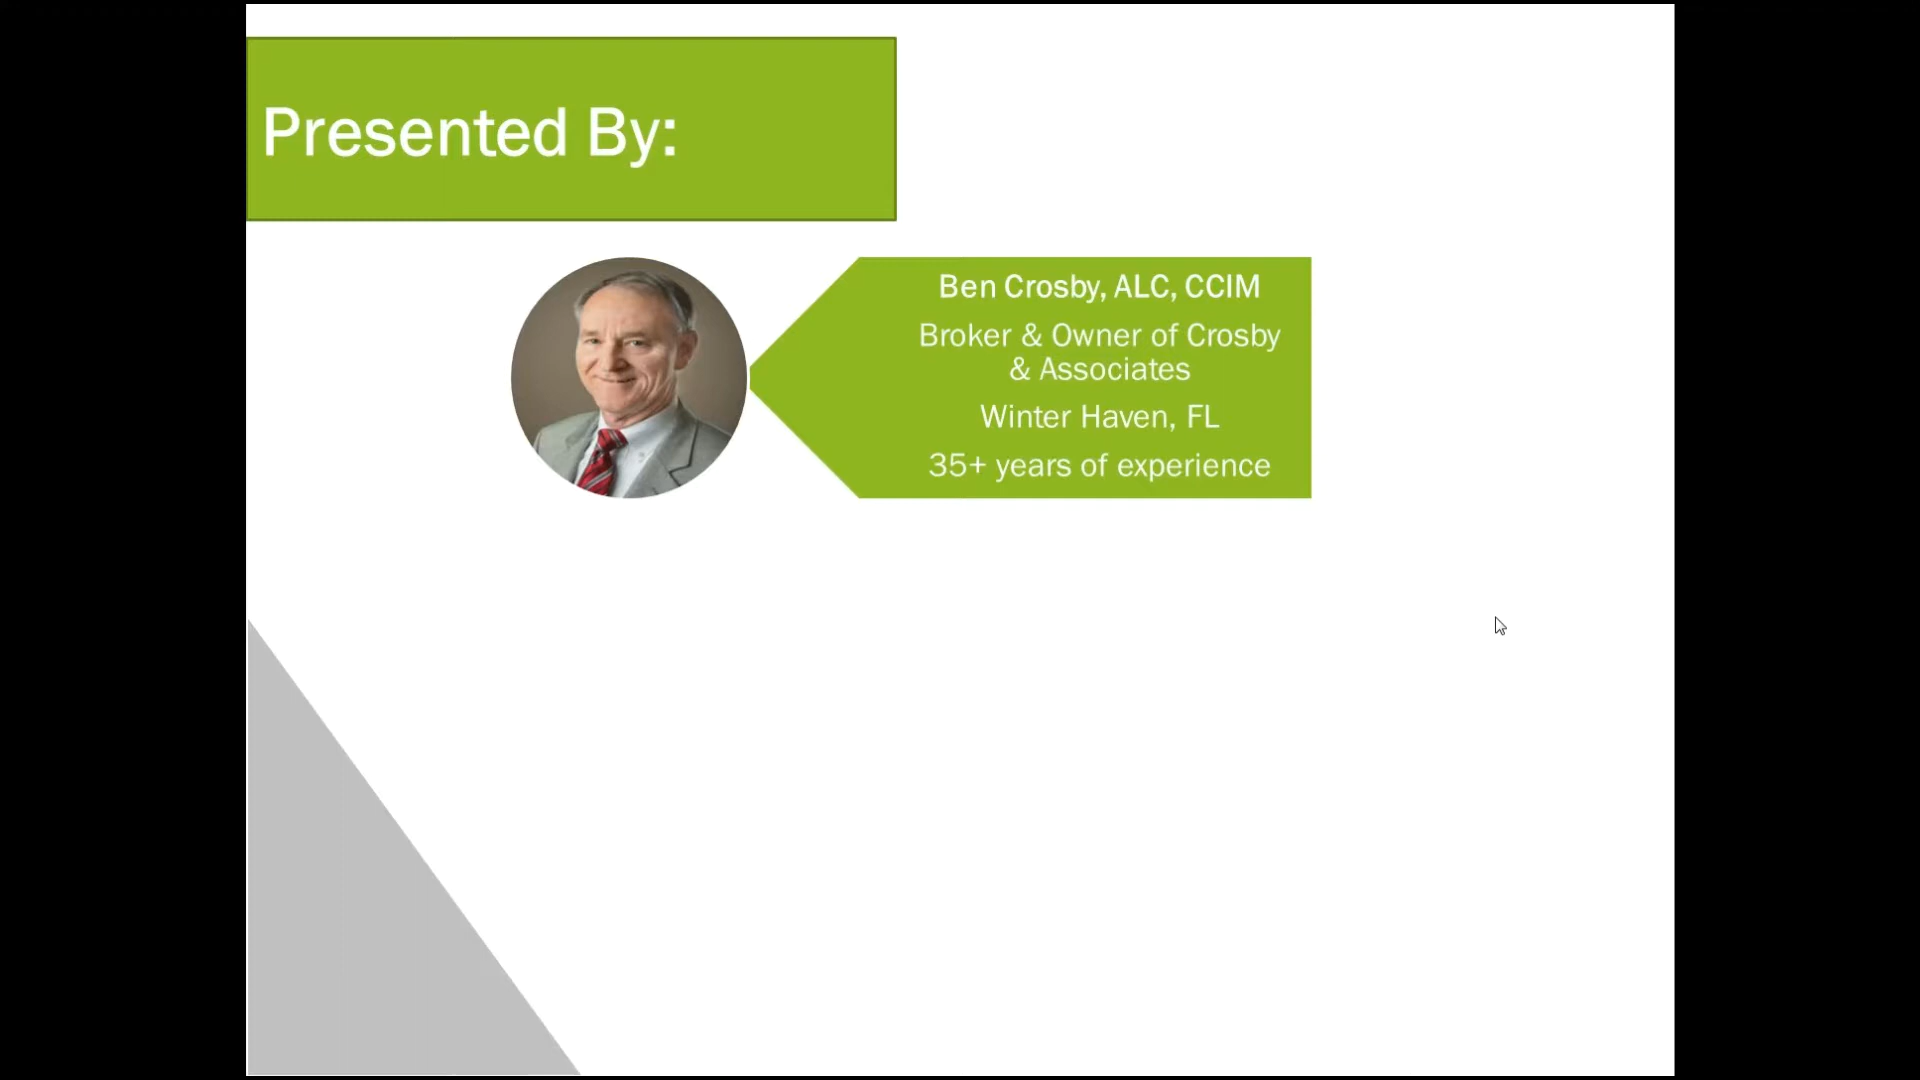 Presented By:
Ben Crosby, ALC, CCIM
Broker & Owner of Crosby
& Associates
Winter Haven, FL
35+ years of experience